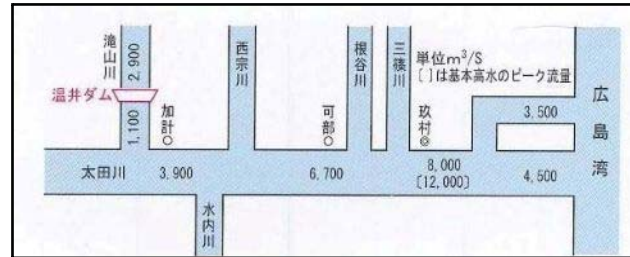 滝山川
2,900
温井ダム
1,100
加計
西宗川
可部
根谷川
三篠川
単位m³/S
〔 〕は基本高水のピーク流量
玖村
3,500
広島湾
太田川
3,900
6,700
8,000
〔12,000〕
4,500
水内川